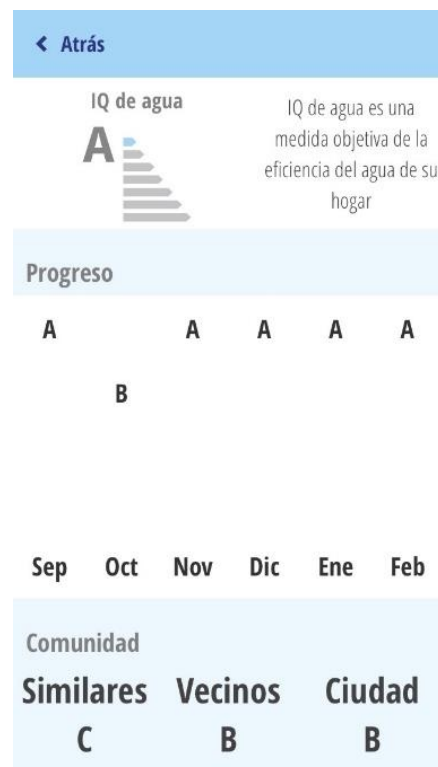 Atrás
IQ de agua
A
IQ de agua es una
medida objetiva de la
eficiencia del agua de su
hogar
Progreso
A A A A A
B
Sep Oct Nov Dic Ene Feb
Comunidad
Similares Vecinos Ciudad
C B B